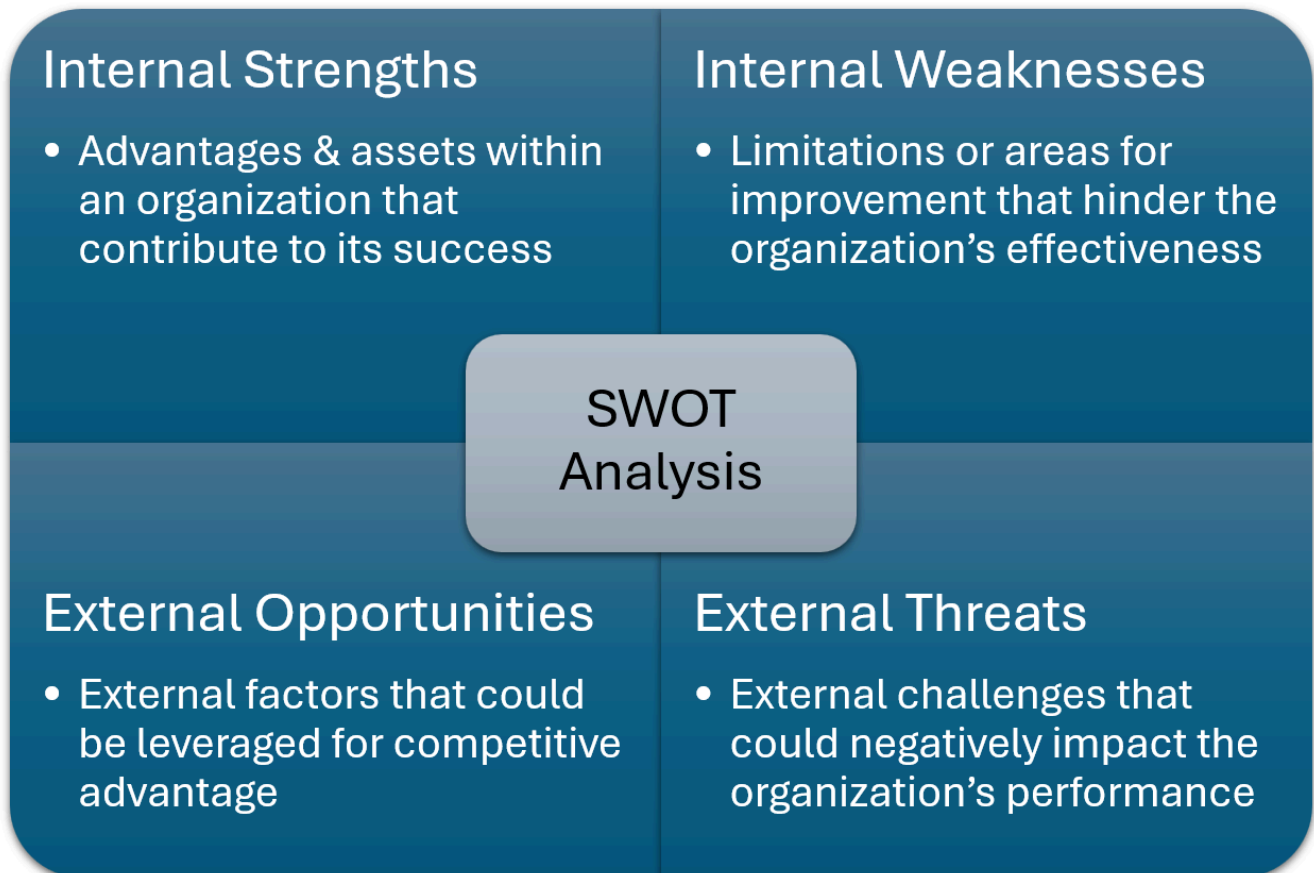 Internal Strengths
• Advantages & assets within
an organization that
contribute to its success
Internal Weaknesses
• Limitations or areas for
improvement that hinder the
organization’s effectiveness
SWOT
Analysis
External Opportunities
• External factors that could
be leveraged for competitive
advantage
External Threats
• External challenges that
could negatively impact the
organization’s performance